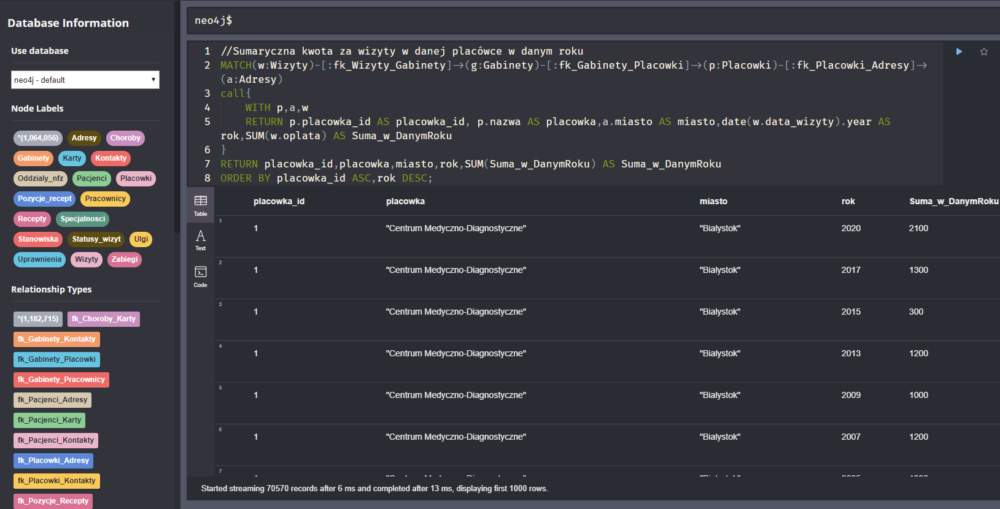 Database Information
Use database
neo4j - default
Node Labels
*(1,064,056) Adresy Choroby
Gabinety Karty Kontakty
Oddzialy_nfz Pacjenci Placowki
Pozycje_recept Pracownicy
Recepty Specjalnosci
Stanowiska Statusy_wizyt Ulgi
Uprawnienia Wizyty Zabiegi
Relationship Types
*(1,182,715) fk_Choroby_Karty
fk_Gabinety_Kontakty
fk_Gabinety_Placowki
fk_Gabinety_Pracownicy
fk_Pacjenci_Adresy
fk_Pacjenci_Karty
fk_Pacjenci_Kontakty
fk_Placowki_Adresy
fk_Placowki_Kontakty
fk_Pozycje_Recepty
neo4j$
1 //Sumaryczna kwota za wizyty w danej placówce w danym roku
2 MATCH(w:Wizyty)-[:fk_Wizyty_Gabinety]->(g:Gabinety)-[:fk_Gabinety_Placowki]->(p:Placowki)-[:fk_Placowki_Adresy]->
(a:Adresy)
3 call{
4 WITH p,a,w
5 RETURN p.placowka_id AS placowka_id, p.nazwa AS placowka,a.miasto AS miasto,date(w.data_wizyty).year AS
rok,SUM(w.oplata) AS Suma_w_DanymRoku
6 }
7 RETURN placowka_id,placowka,miasto,rok,SUM(Suma_w_DanymRoku) AS Suma_w_DanymRoku
8 ORDER BY placowka_id ASC,rok DESC;
Table
Text
Code
placowka_id placowka miasto rok Suma_w_DanymRoku
1 1 "Centrum Medyczno-Diagnostyczne" "Bialystok" 2020 2100
2 1 "Centrum Medyczno-Diagnostyczne" "Bialystok" 2017 1300
3 1 "Centrum Medyczno-Diagnostyczne" "Bialystok" 2015 300
4 1 "Centrum Medyczno-Diagnostyczne" "Bialystok" 2013 1200
5 1 "Centrum Medyczno-Diagnostyczne" "Bialystok" 2009 1000
6 1 "Centrum Medyczno-Diagnostyczne" "Bialystok" 2007 1200
7
Started streaming 70570 records after 6 ms and completed after 13 ms, displaying first 1000 rows.